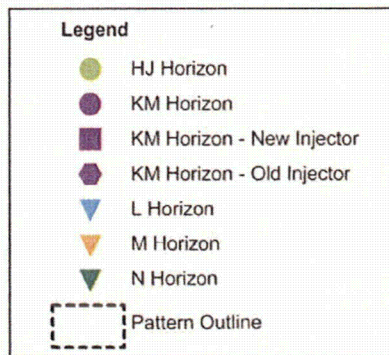 Legend
HJ Horizon
KM Horizon
KM Horizon - New Injector
KM Horizon - Old Injector
L Horizon
M Horizon
N Horizon
Pattern Outline